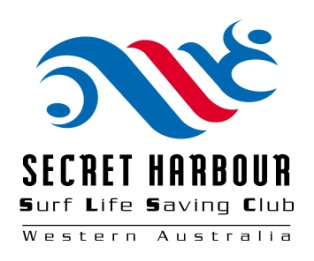 SECRET HARBOUR
Surf Life Saving Club
Western Australia